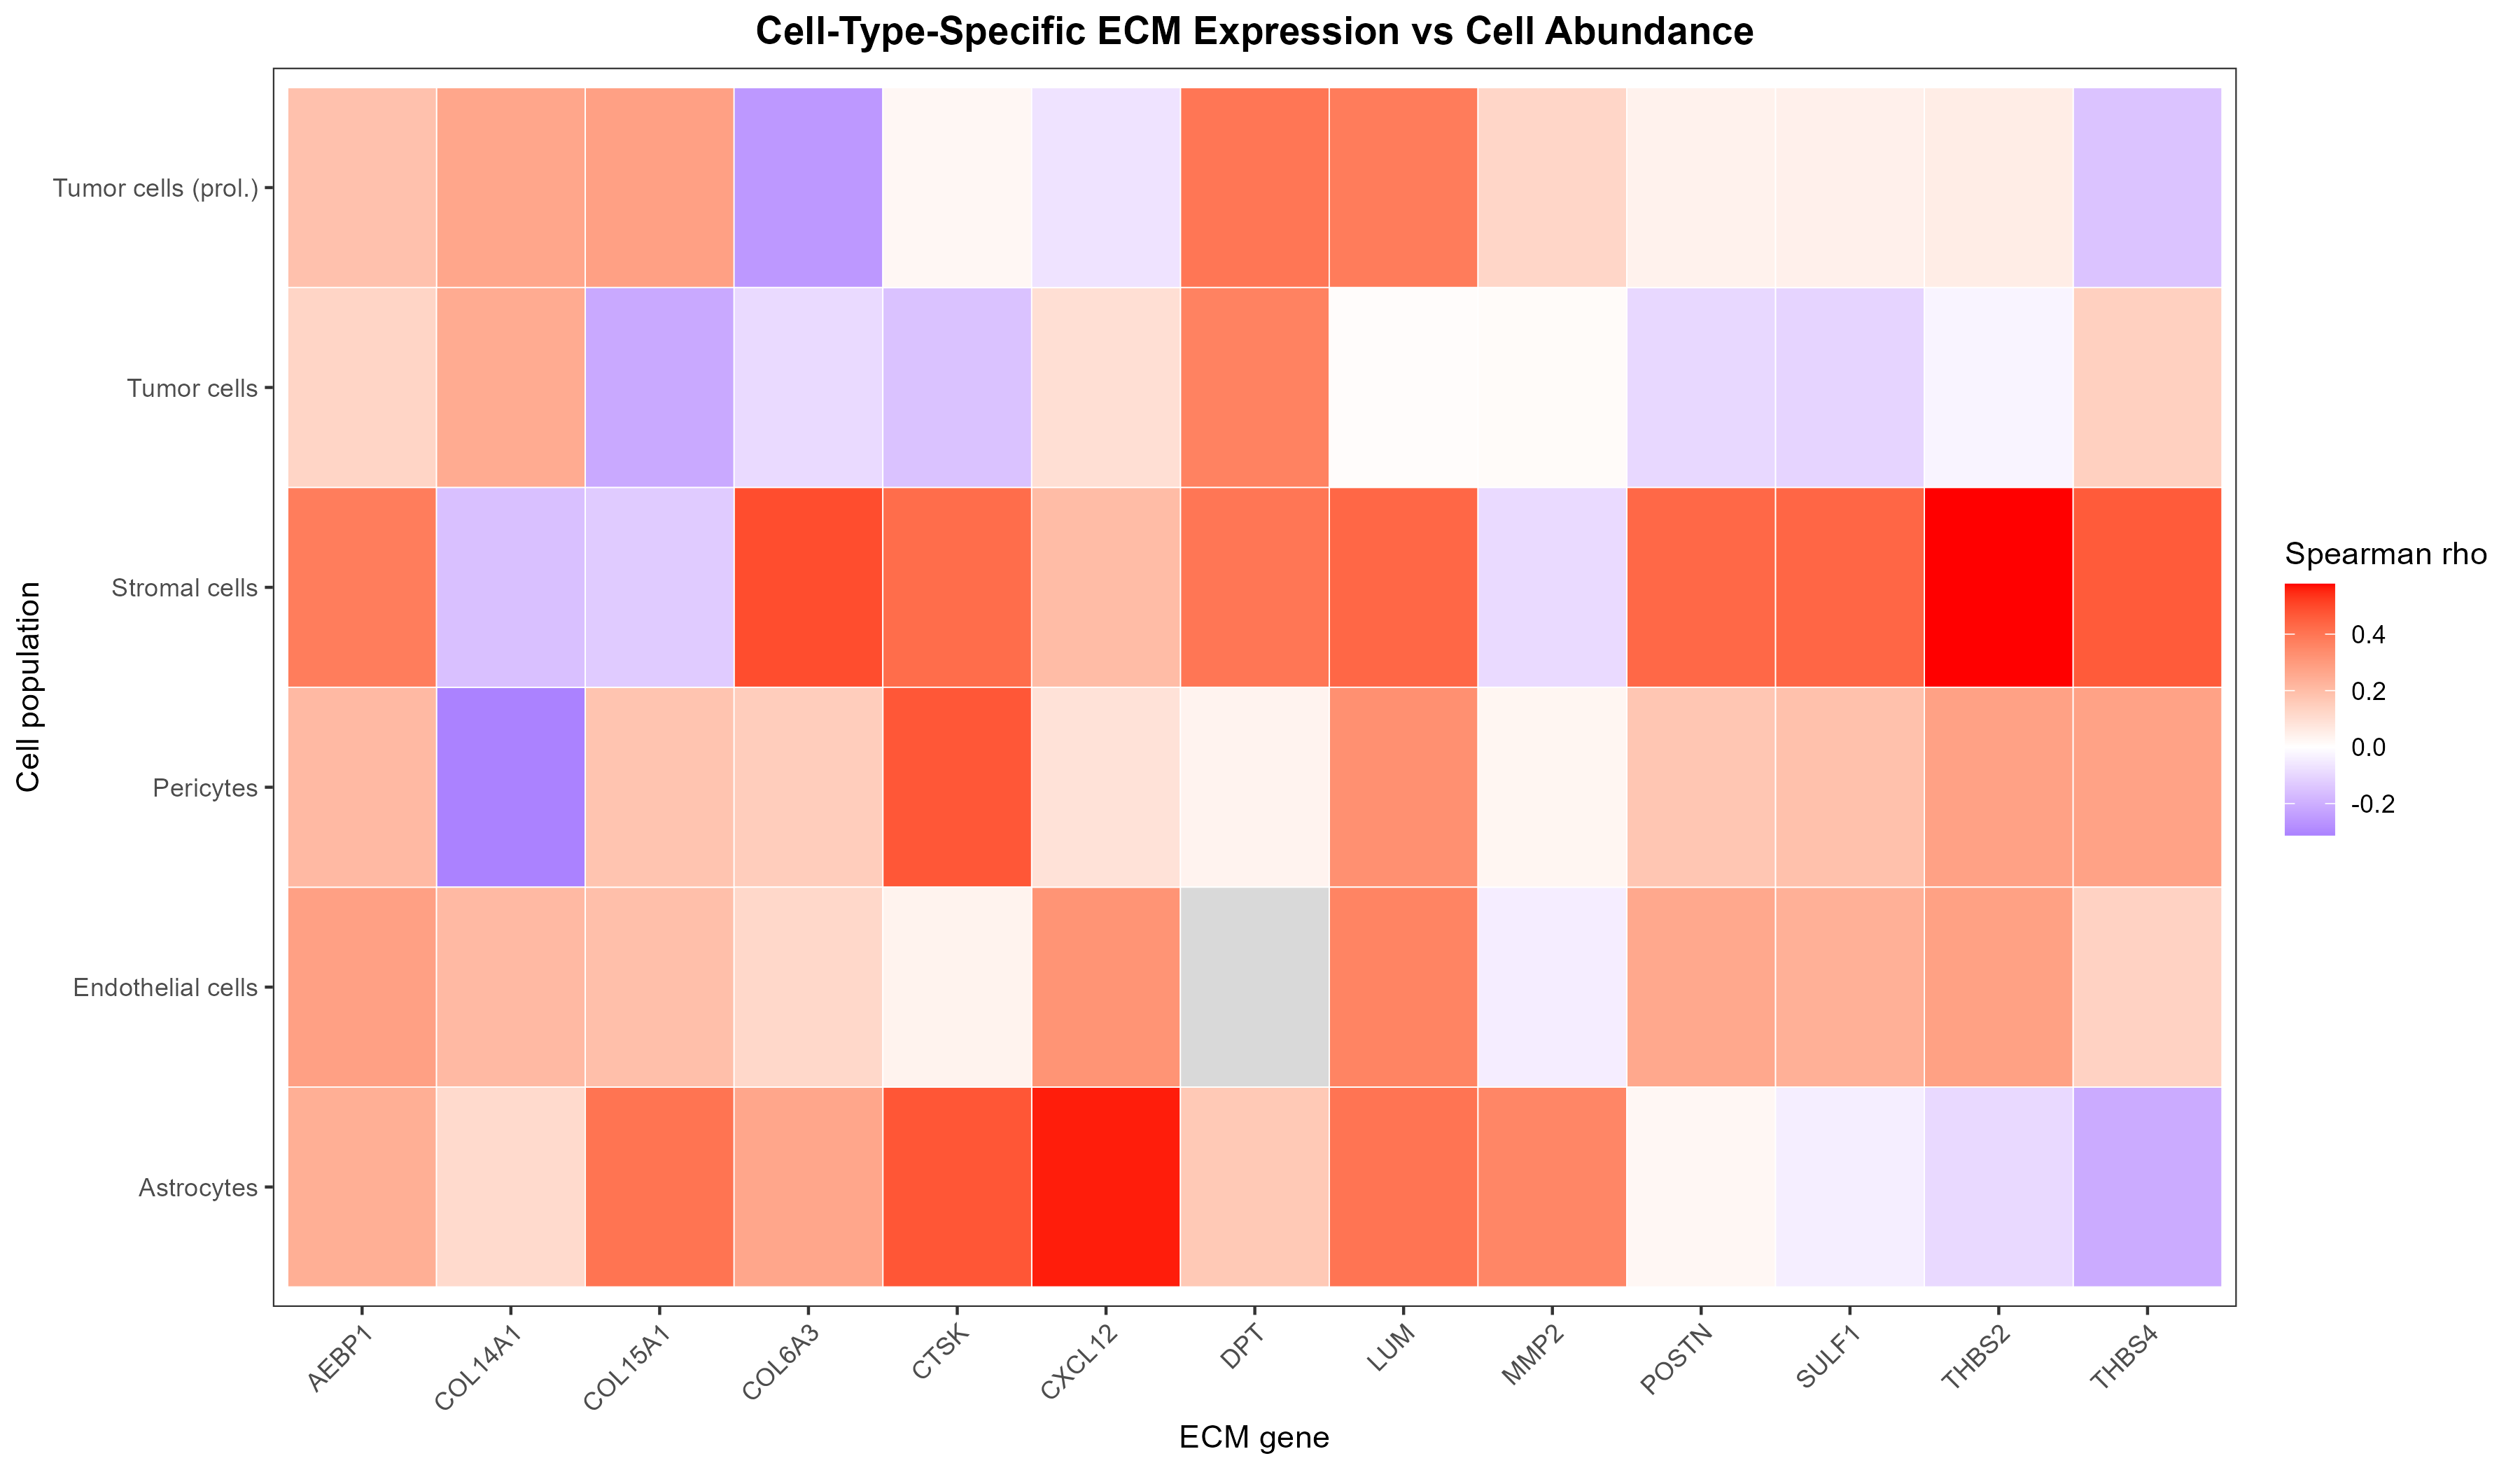 Cell-Type-Specific ECM Expression vs Cell Abundance
Cell population
Tumor cells (prol.)
Tumor cells
Stromal cells
Pericytes
Endothelial cells
Astrocytes
AEBP1
COL14A1
COL15A1
COL6A3
CTSK
CXCL12
DPT
LUM
MMP2
POSTN
SULF1
THBS2
THBS4
ECM gene
Spearman rho
0.4
0.2
0.0
-0.2